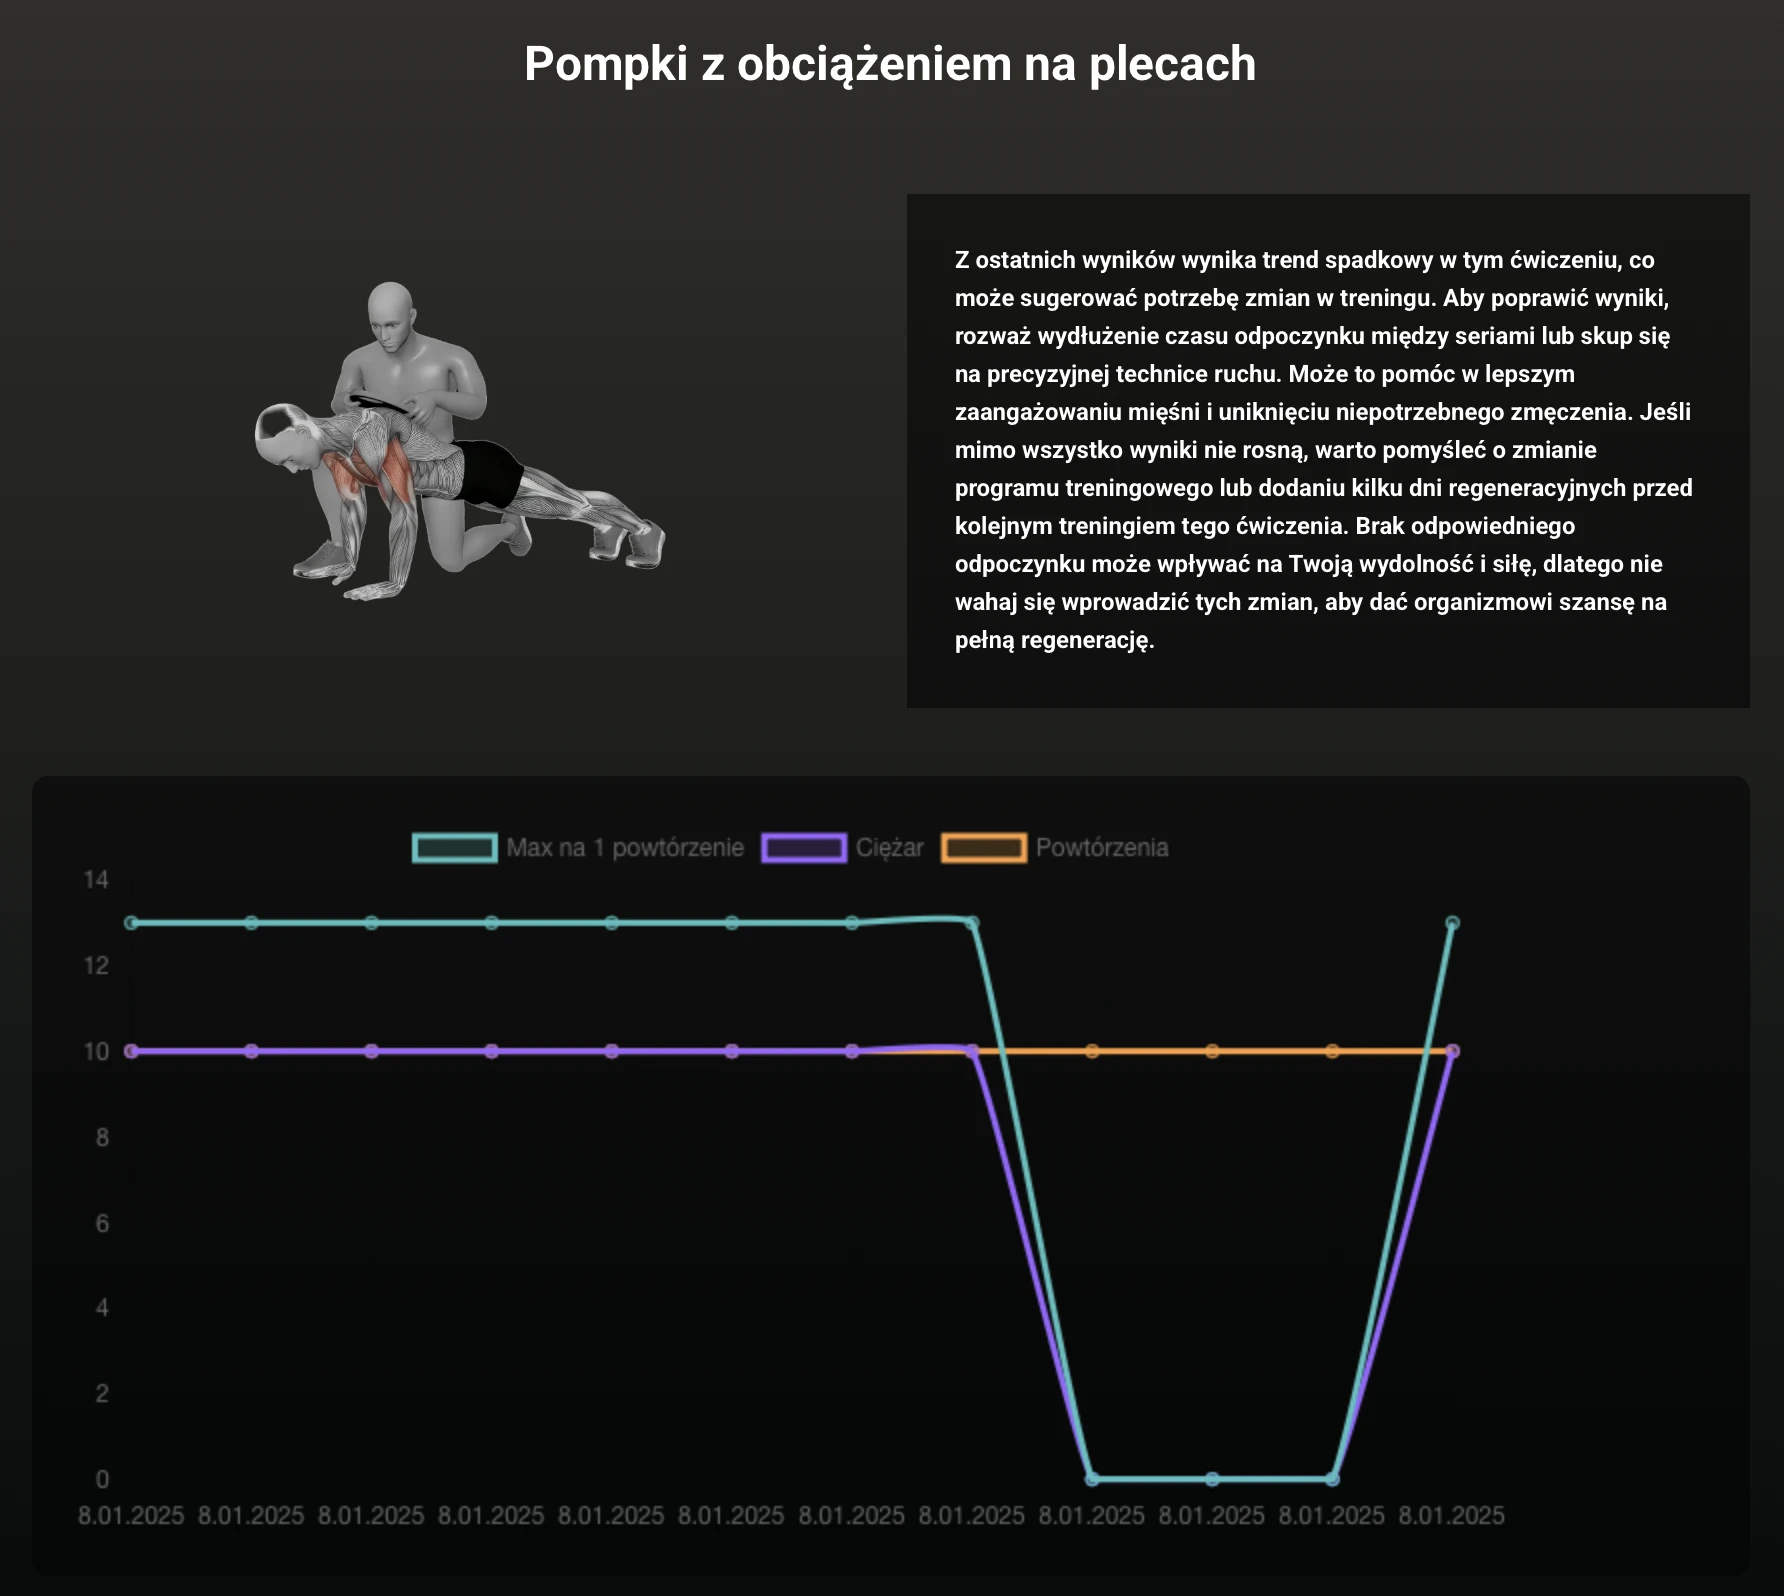 Pompki z obciążeniem na plecach
Z ostatnich wyników wynika trend spadkowy w tym ćwiczeniu, co
może sugerować potrzebę zmian w treningu. Aby poprawić wyniki,
rozważ wydłużenie czasu odpoczynku między seriami lub skup się
na precyzyjnej technice ruchu. Może to pomóc w lepszym
zaangażowaniu mięśni i uniknięciu niepotrzebnego zmęczenia. Jeśli
mimo wszystko wyniki nie rosną, warto pomyśleć o zmianie
programu treningowego lub dodaniu kilku dni regeneracyjnych przed
kolejnym treningiem tego ćwiczenia. Brak odpowiedniego
odpoczynku może wpływać na Twoją wydolność i siłę, dlatego nie
wahaj się wprowadzić tych zmian, aby dać organizmowi szansę na
pełną regenerację.
Max na 1 powtórzenie Ciężar Powtórzenia
14
12
10
8
6
4
2
0
8.01.2025 8.01.2025 8.01.2025 8.01.2025 8.01.2025 8.01.2025 8.01.2025 8.01.2025 8.01.2025 8.01.2025 8.01.2025 8.01.2025